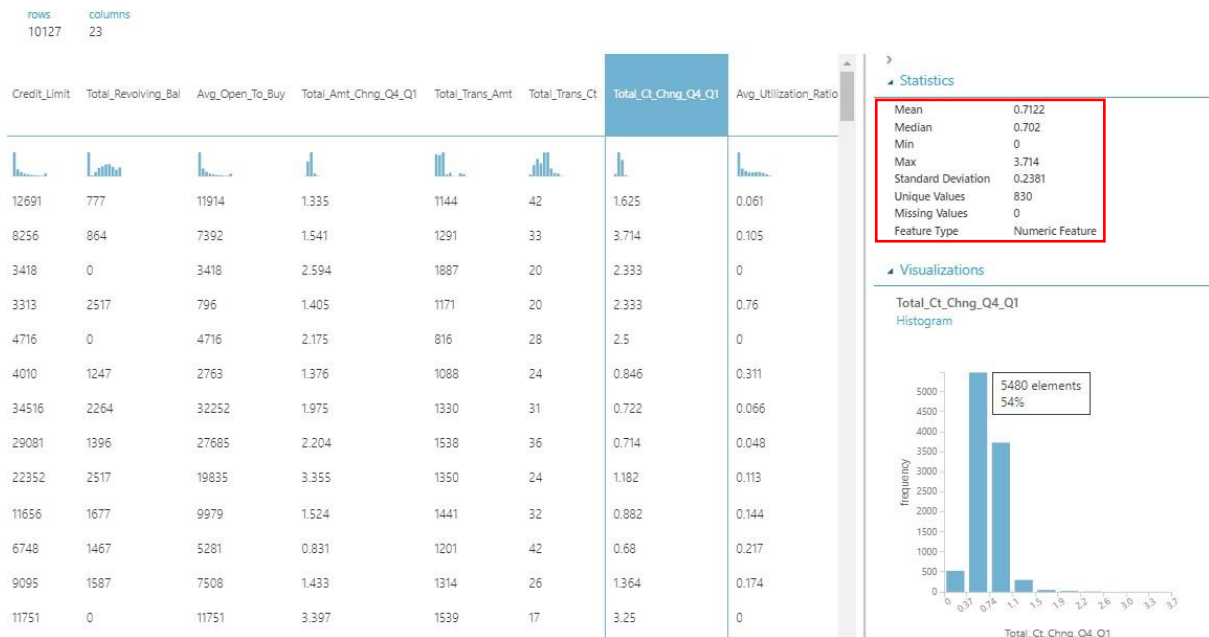 rows columns
10127 23
Credit_Limit Total_Revolving_Bal Avg_Open_To_Buy Total_Amt_Chng_Q4_Q1 Total_Trans_Amt Total_Trans_Ct Total_Ct_Chng_Q4_Q1 Avg_Utilization_Ratio
12691 777 11914 1.335 1144 42 1.625 0.061
8256 864 7392 1.541 1291 33 3.714 0.105
3418 0 3418 2.594 1887 20 2.333 0
3313 2517 796 1.405 1171 20 2.333 0.76
4716 0 4716 2.175 816 28 2.5 0
4010 1247 2763 1.376 1088 24 0.846 0.311
34516 2264 32252 1.975 1330 31 0.722 0.066
29081 1396 27685 2.204 1538 36 0.714 0.048
22352 2517 19835 3.355 1350 24 1.182 0.113
11656 1677 9979 1.524 1441 32 0.882 0.144
6748 1467 5281 0.831 1201 42 0.68 0.217
9095 1587 7508 1.433 1314 26 1.364 0.174
11751 0 11751 3.397 1539 17 3.25 0
Statistics
Mean 0.7122
Median 0.702
Min 0
Max 3.714
Standard Deviation 0.2381
Unique Values 830
Missing Values 0
Feature Type Numeric Feature
Visualizations
Total_Ct_Chng_Q4_Q1
Histogram
5480 elements
54%
5000
4500
4000
3500
3000
2500
2000
1500
1000
500
0
frequency
0 0.37 0.74 1.1 1.5 1.9 2.2 2.6 3.0 3.3 3.7
Total_Ct_Chng_Q4_Q1